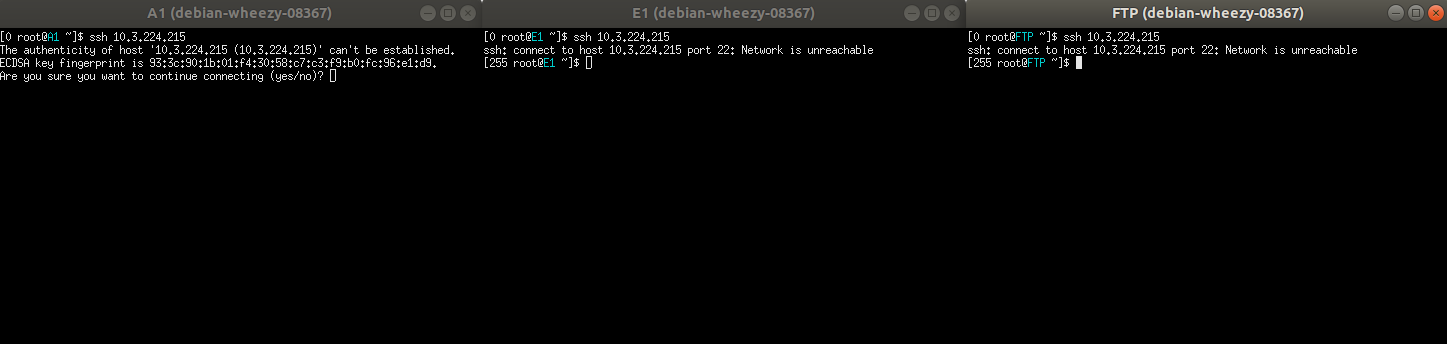 A1 (debian-wheezy-08367)
[0 root@A1 ~]$ ssh 10.3.224.215
The authenticity of host '10.3.224.215 (10.3.224.215)' can't be established.
ECDSA key fingerprint is 93:3c:90:1b:01:f4:30:58:c7:c3:f9:b0:fc:96:e1:d9.
Are you sure you want to continue connecting (yes/no)?
E1 (debian-wheezy-08367)
[0 root@E1 ~]$ ssh 10.3.224.215
ssh: connect to host 10.3.224.215 port 22: Network is unreachable
[255 root@E1 ~]$
FTP (debian-wheezy-08367)
[0 root@FTP ~]$ ssh 10.3.224.215
ssh: connect to host 10.3.224.215 port 22: Network is unreachable
[255 root@FTP ~]$